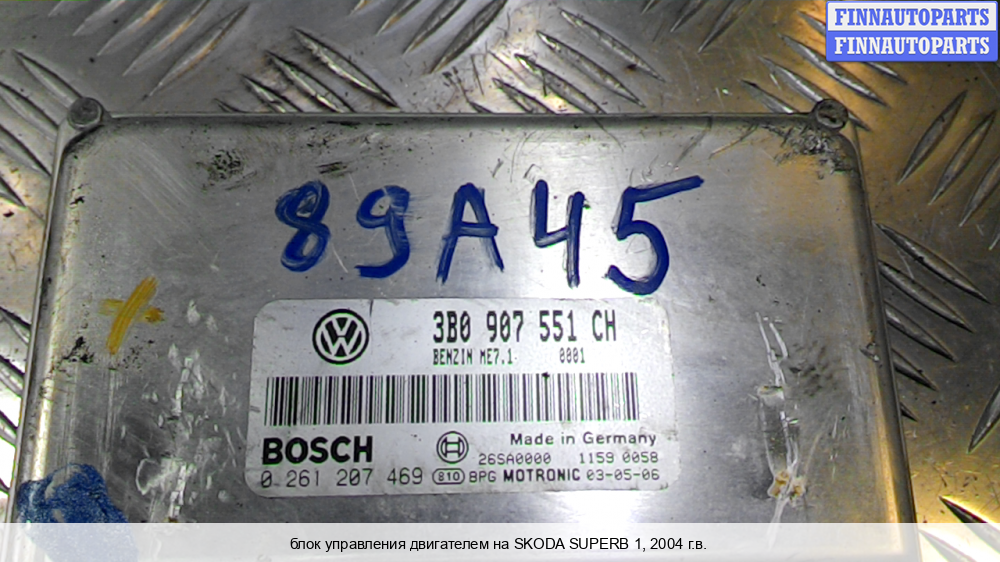 FINNAUTOPARTS
FINNAUTOPARTS
89A45
3B0 907 551 CH
BENZIN ME7.1 0001
BOSCH
Made in Germany
26SA0000 1159 0058
0 261 207 469 810 BPG MOTRONIC 03-05-06
блок управления двигателем на SKODA SUPERB 1, 2004 г.в.